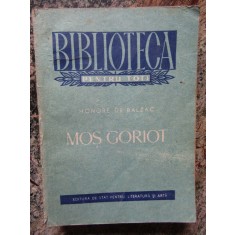 BIBLIOTECA
PENTRU TOȚI
HONORÉ DE BALZAC
MOȘ GORIOT
EDITURA DE STAT PENTRU LITERATURĂ ȘI ARTĂ